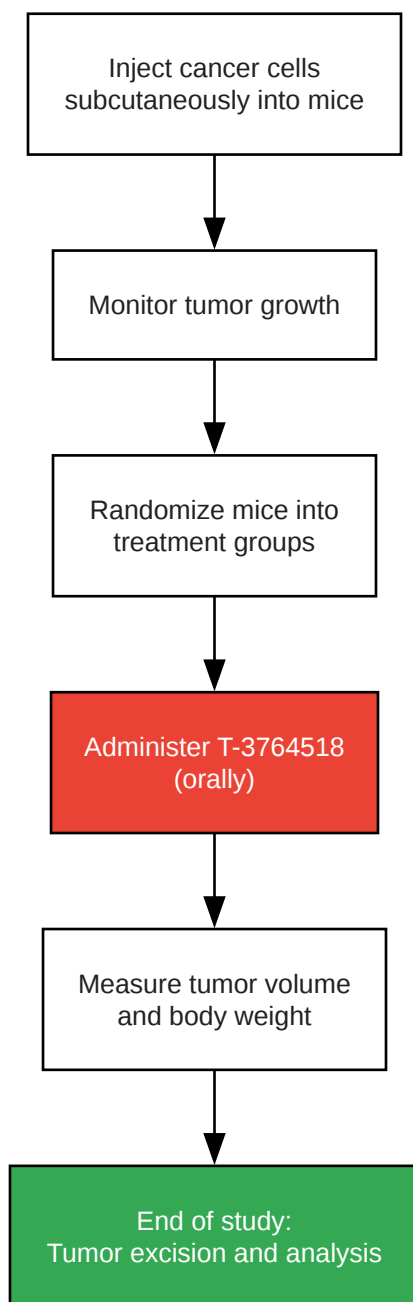 Inject cancer cells
subcutaneously into mice
Monitor tumor growth
Randomize mice into
treatment groups
Administer T-3764518
(orally)
Measure tumor volume
and body weight
End of study:
Tumor excision and analysis